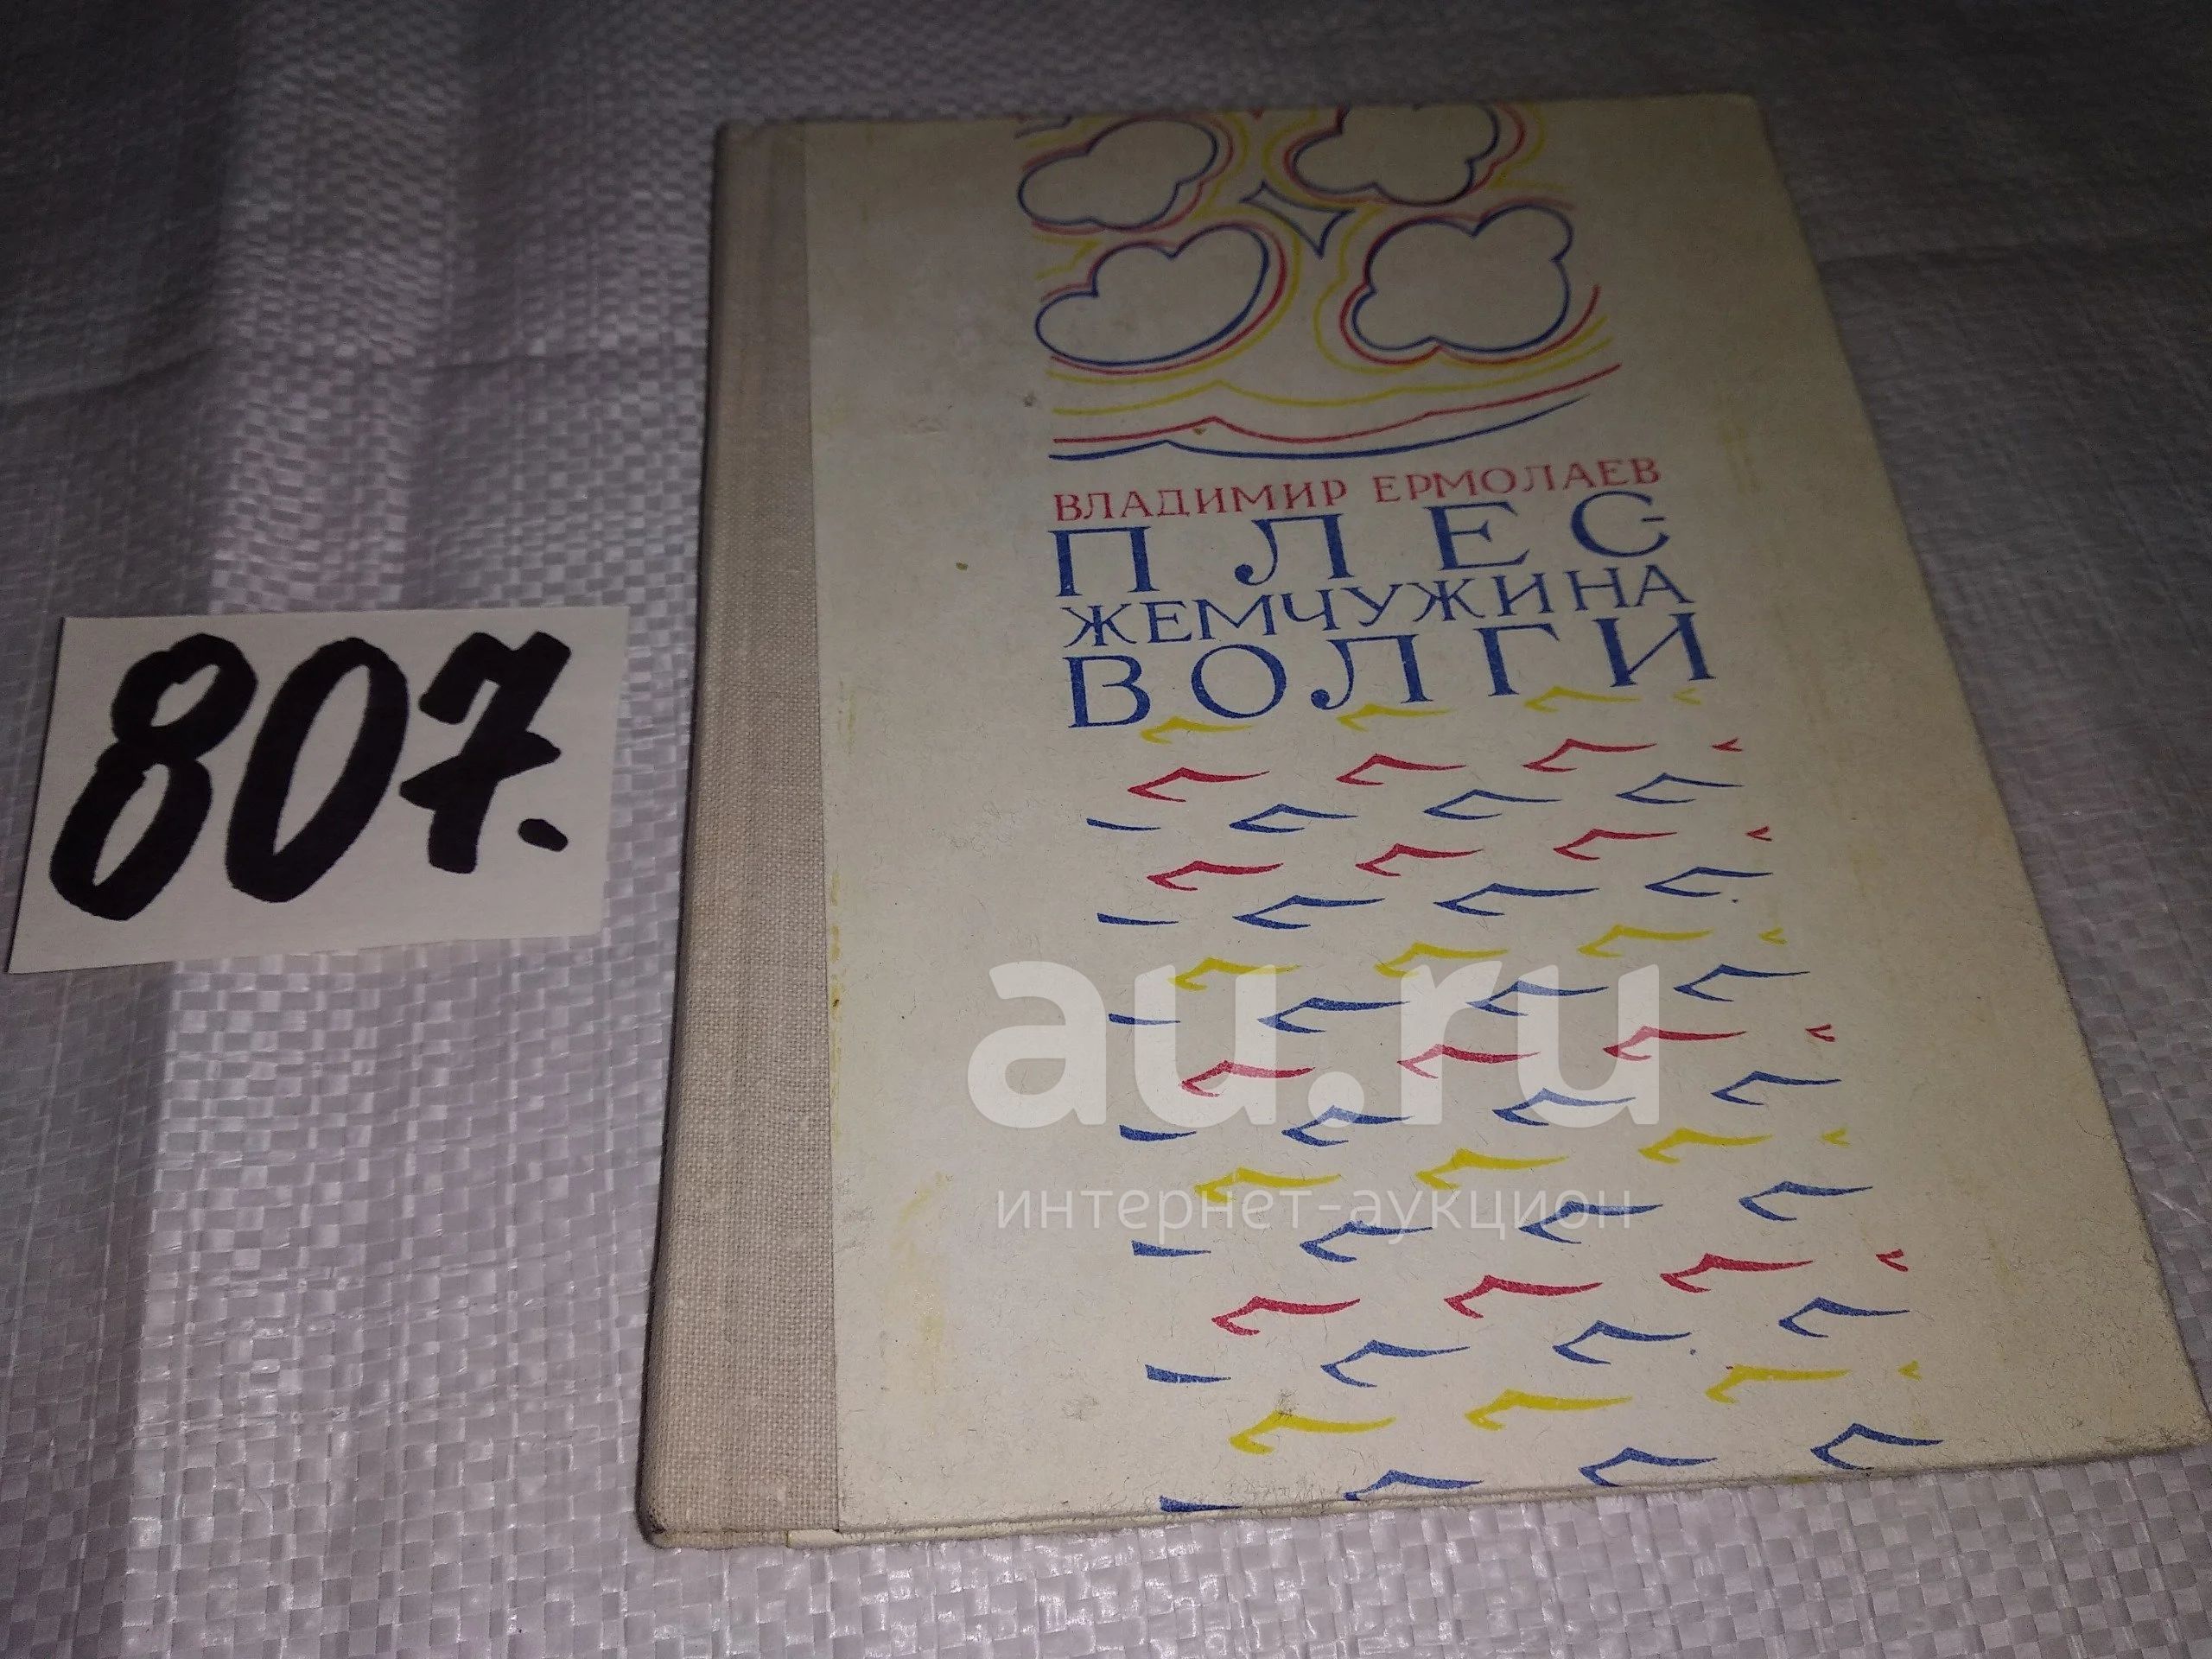 ВЛАДИМИР ЕРМОЛАЕВ
ПЛЕС-
ЖЕМЧУЖИНА
ВОЛГИ
807.
au.ru
интернет-аукцион